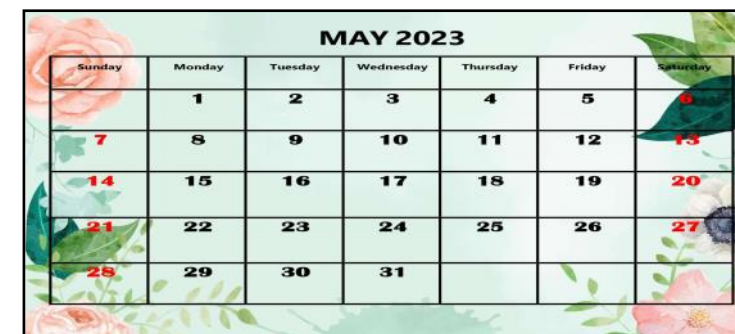 MAY 2023
Sunday Monday Tuesday Wednesday Thursday Friday Saturday
1 2 3 4 5 6
7 8 9 10 11 12 13
14 15 16 17 18 19 20
21 22 23 24 25 26 27
28 29 30 31